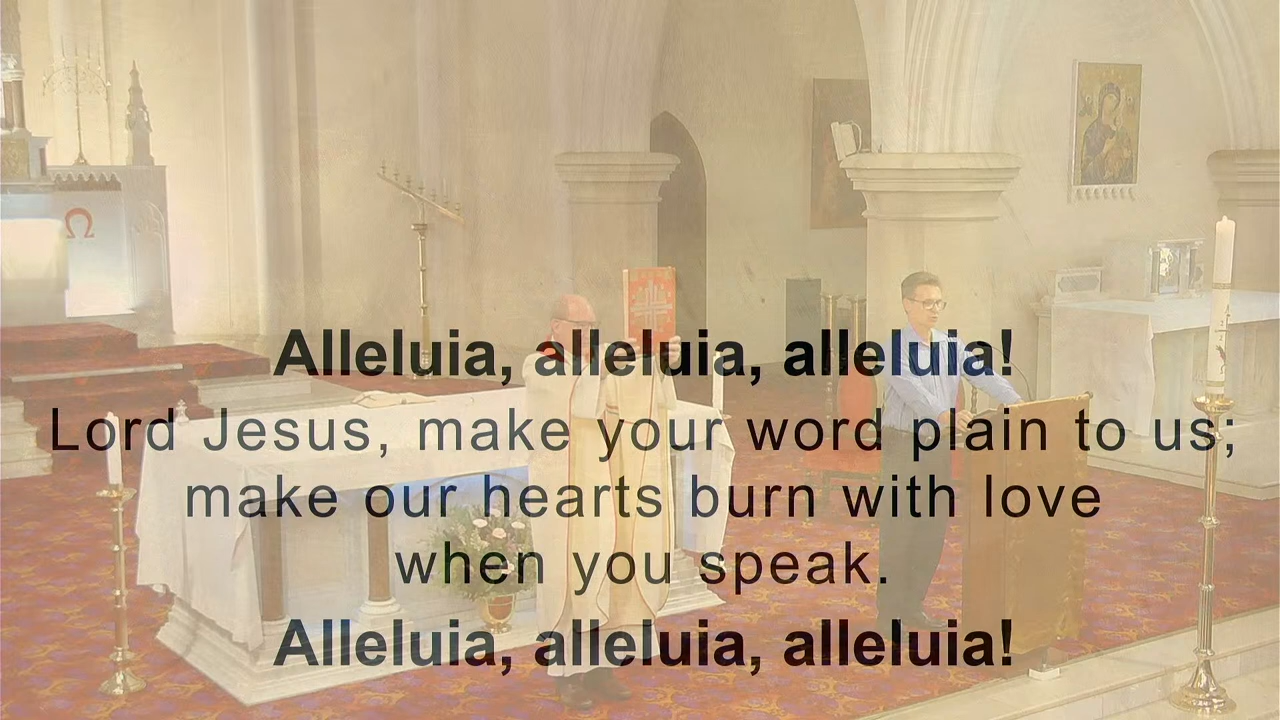 Ω
Alleluia, alleluia, alleluia!
Lord Jesus, make your word plain to us;
make our hearts burn with love
when you speak.
Alleluia, alleluia, alleluia!